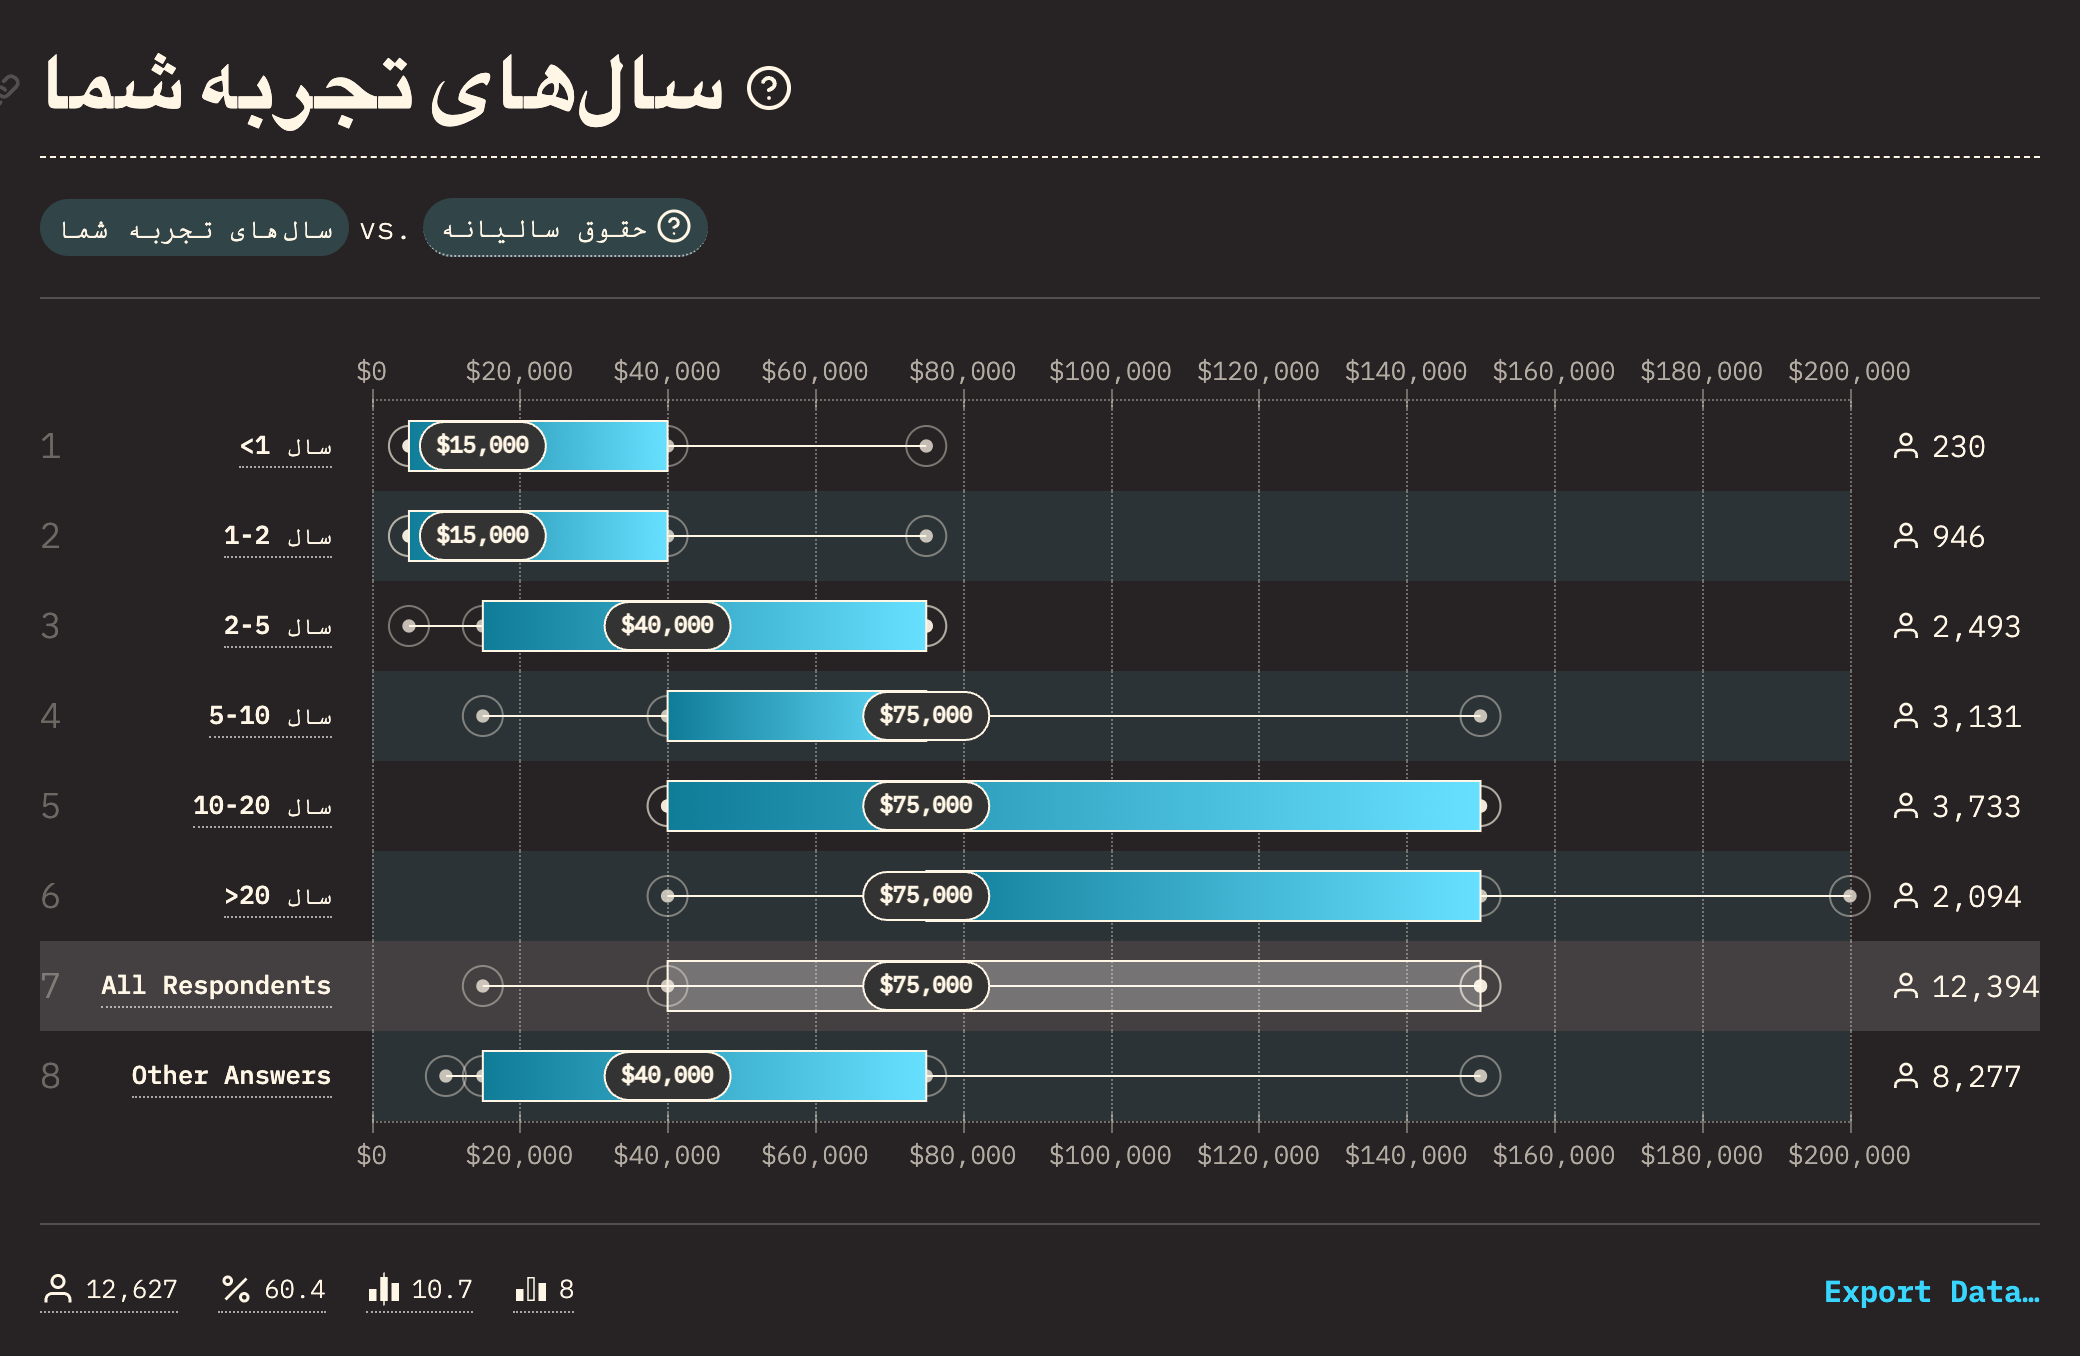 سال‌های تجربه شما
سال‌های تجربه شما vs. حقوق سالیانه
$0 $20,000 $40,000 $60,000 $80,000 $100,000 $120,000 $140,000 $160,000 $180,000 $200,000
1 <1 سال $15,000 230
2 1-2 سال $15,000 946
3 2-5 سال $40,000 2,493
4 5-10 سال $75,000 3,131
5 10-20 سال $75,000 3,733
6 >20 سال $75,000 2,094
7 All Respondents $75,000 12,394
8 Other Answers $40,000 8,277
$0 $20,000 $40,000 $60,000 $80,000 $100,000 $120,000 $140,000 $160,000 $180,000 $200,000
12,627 % 60.4 10.7 8 Export Data…